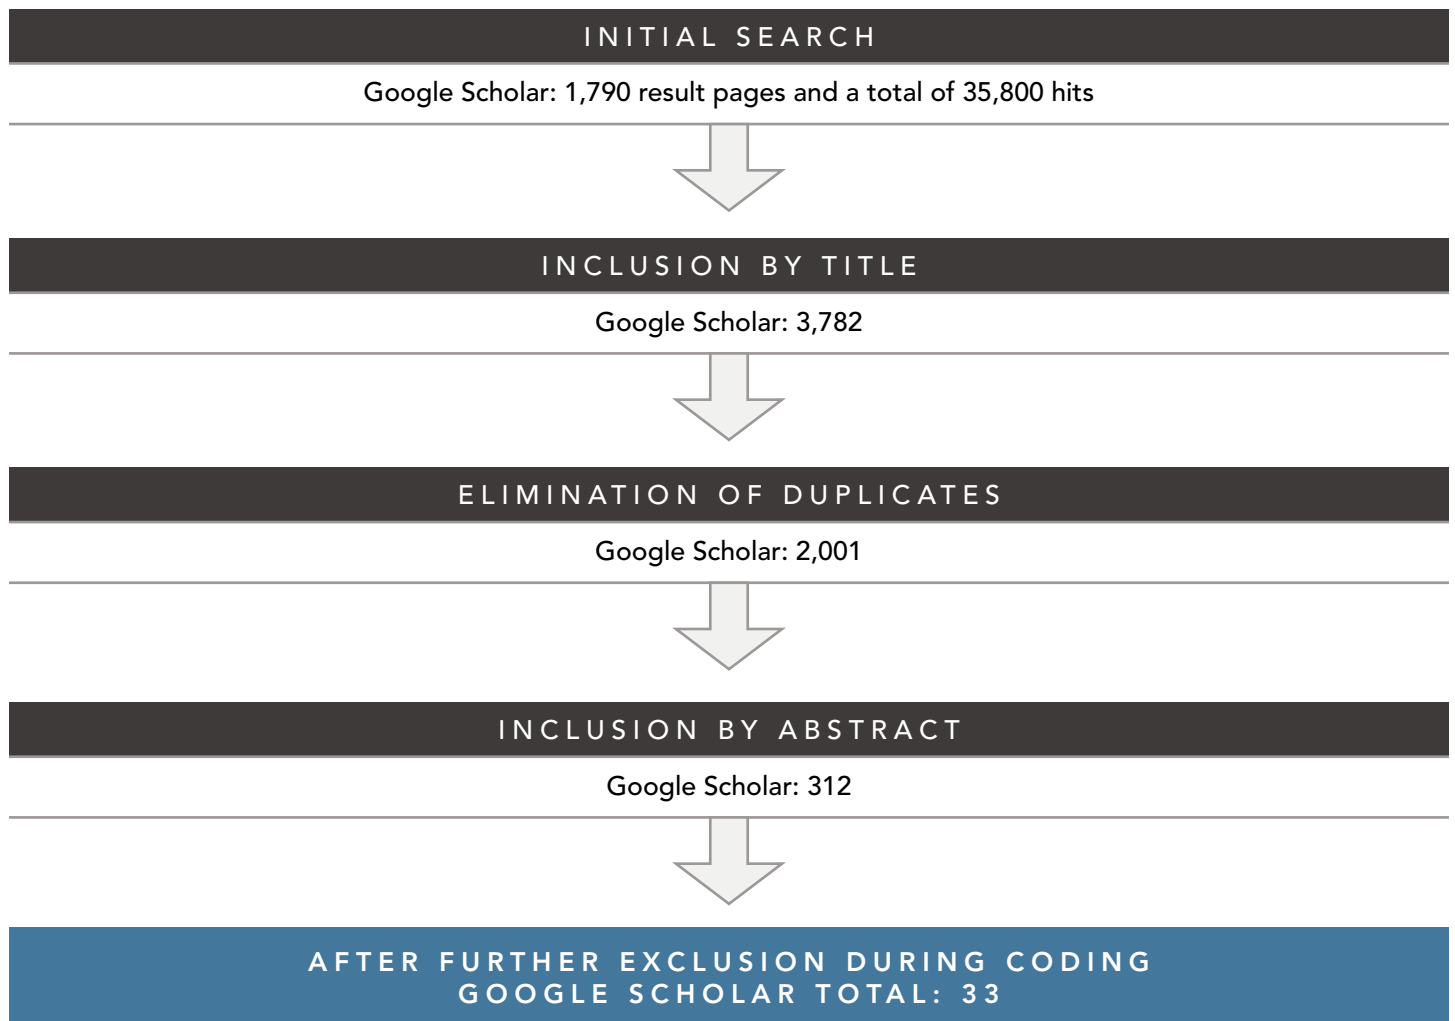 INITIAL SEARCH
Google Scholar: 1,790 result pages and a total of 35,800 hits
INCLUSION BY TITLE
Google Scholar: 3,782
ELIMINATION OF DUPLICATES
Google Scholar: 2,001
INCLUSION BY ABSTRACT
Google Scholar: 312
AFTER FURTHER EXCLUSION DURING CODING
GOOGLE SCHOLAR TOTAL: 33